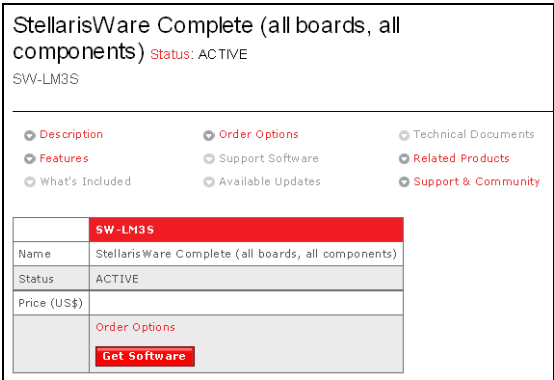 StellarisWare Complete (all boards, all
components) Status: ACTIVE
SW-LM3S
Description Order Options Technical Documents
Features Support Software Related Products
What's Included Available Updates Support & Community
SW-LM3S
Name StellarisWare Complete (all boards, all components)
Status ACTIVE
Price (US$)
Order Options
Get Software